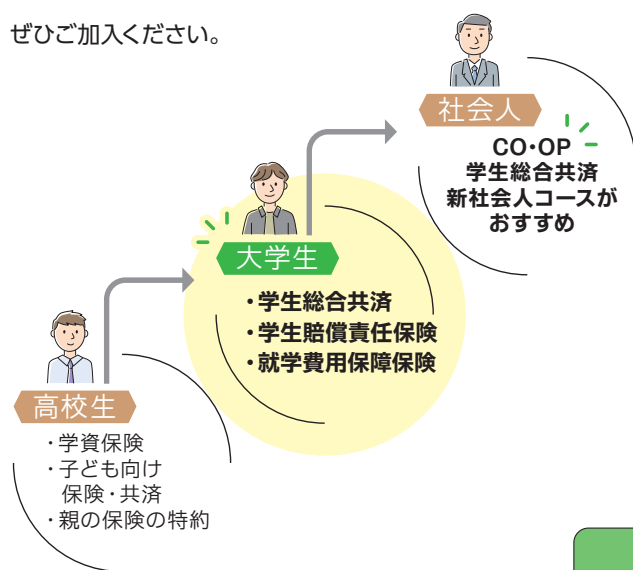 ぜひご加入ください。
社会人
CO・OP
学生総合共済
新社会人コースが
おすすめ
大学生
・学生総合共済
・学生賠償責任保険
・就学費用保障保険
高校生
・学資保険
・子ども向け
保険・共済
・親の保険の特約